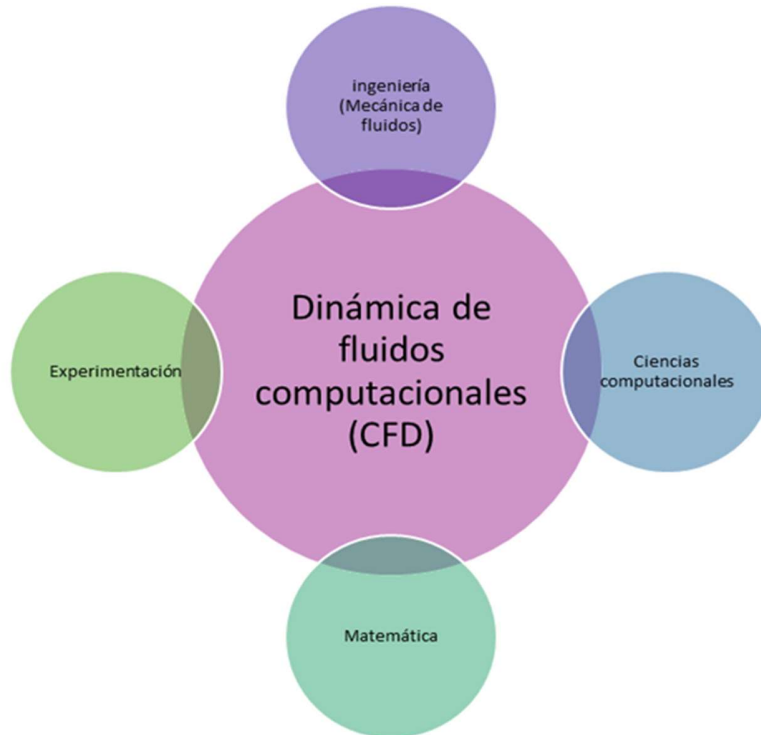 ingeniería
(Mecánica de
fluidos)
Dinámica de
fluidos
computacionales
(CFD)
Experimentación
Ciencias
computacionales
Matemática